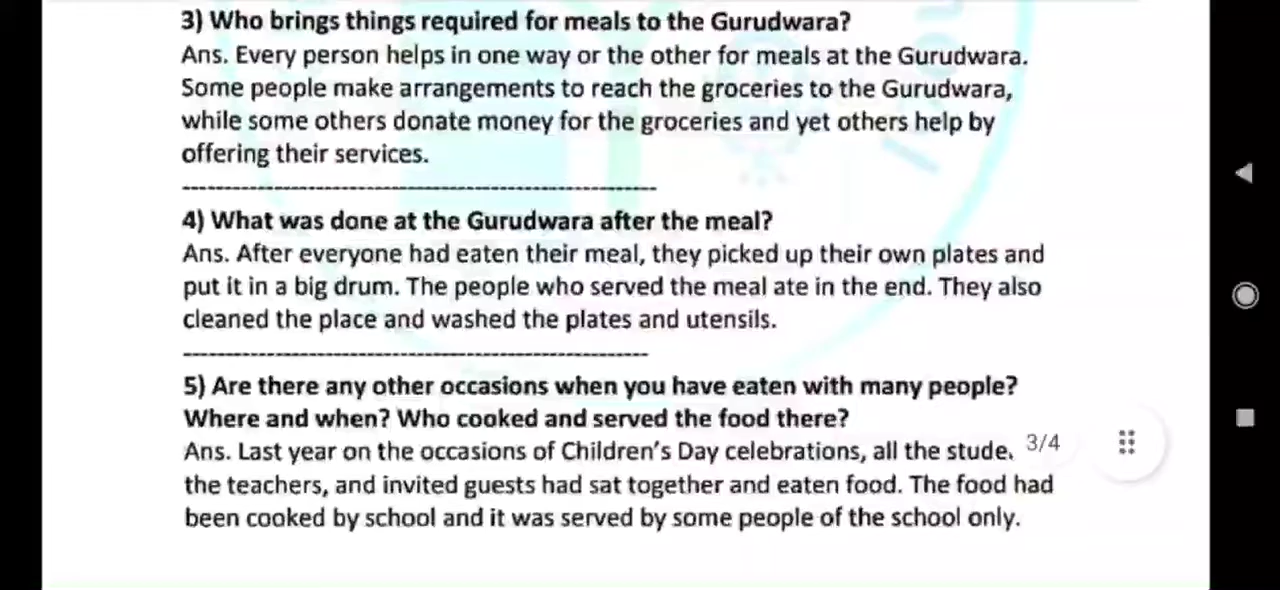 3) Who brings things required for meals to the Gurudwara?
Ans. Every person helps in one way or the other for meals at the Gurudwara.
Some people make arrangements to reach the groceries to the Gurudwara,
while some others donate money for the groceries and yet others help by
offering their services.
---------------------------------------------------------
4) What was done at the Gurudwara after the meal?
Ans. After everyone had eaten their meal, they picked up their own plates and
put it in a big drum. The people who served the meal ate in the end. They also
cleaned the place and washed the plates and utensils.
--------------------------------------------------------
5) Are there any other occasions when you have eaten with many people?
Where and when? Who cooked and served the food there?
Ans. Last year on the occasions of Children's Day celebrations, all the stude
3/4
the teachers, and invited guests had sat together and eaten food. The food had
been cooked by school and it was served by some people of the school only.